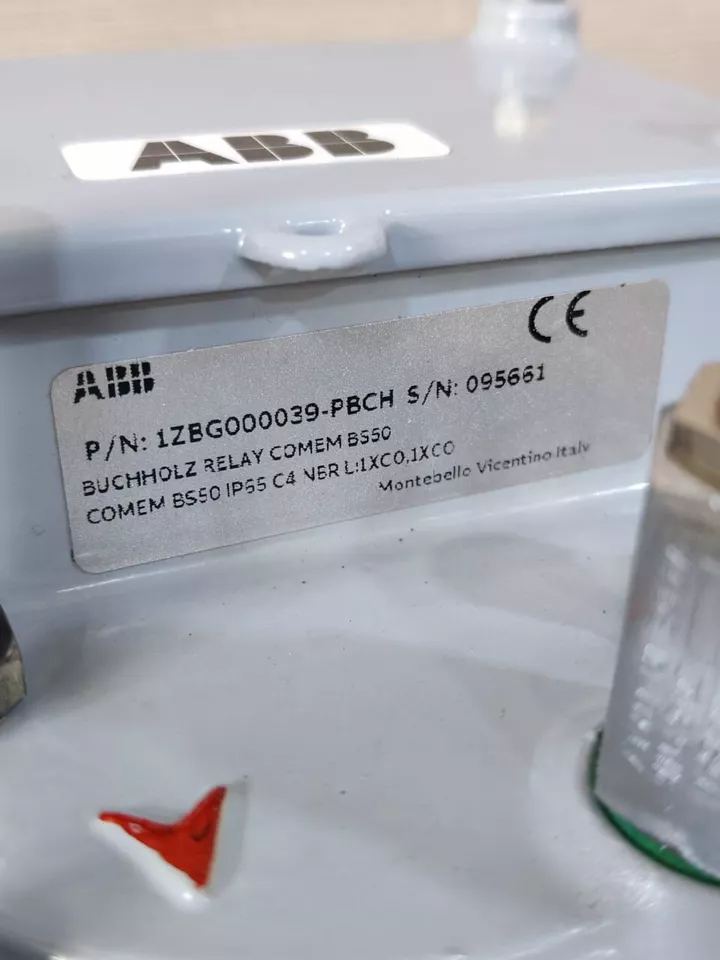 ABB
CE
ABB
P/N: 1ZBG000039-PBCH S/N: 095661
BUCHHOLZ RELAY COMEM BS50
COMEM BS50 IP65 C4 NBR L:1XCO,1XCO
Montebello Vicentino Italy